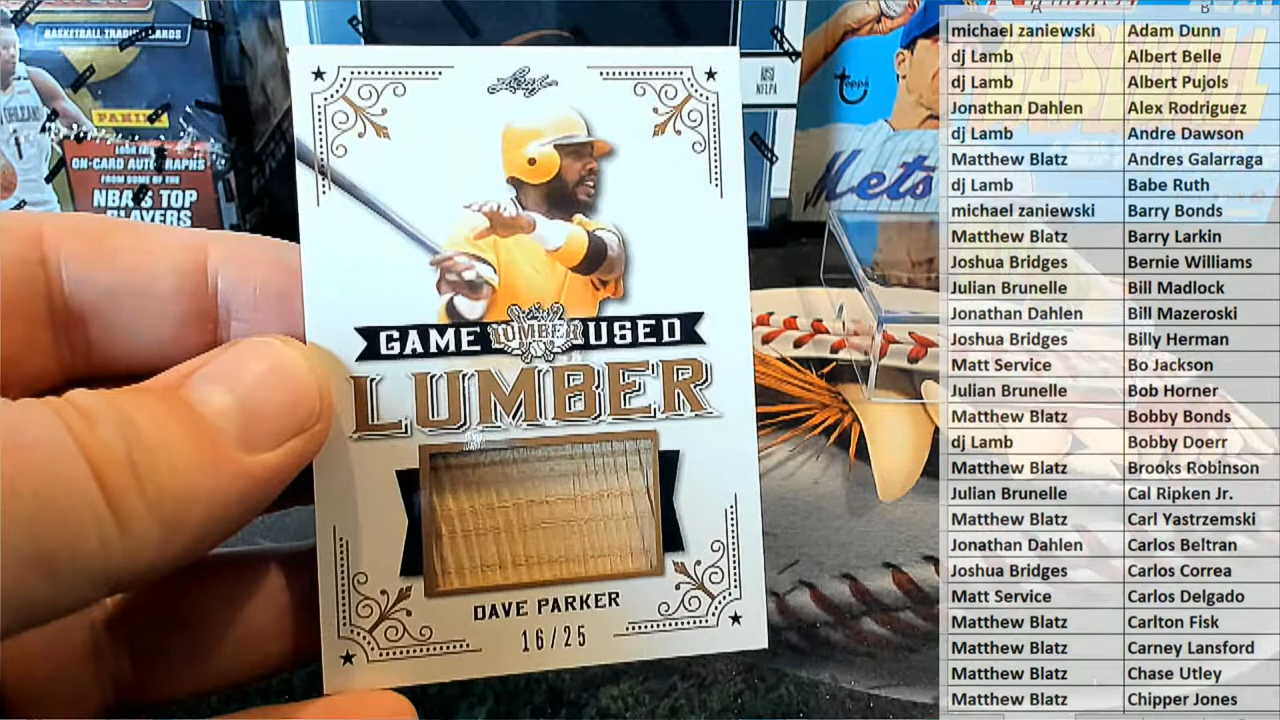 BASKETBALL TRADING CARDS
PANINI
LOOK FOR
ON-CARD AUTOGRAPHS
FROM SOME OF THE
NBA'S TOP
PLAYERS
NFLPA
Topps
Mets
Leaf
GAME LUMBER USED
LUMBER
DAVE PARKER
16/25
B
michael zaniewski Adam Dunn
dj Lamb Albert Belle
dj Lamb Albert Pujols
Jonathan Dahlen Alex Rodriguez
dj Lamb Andre Dawson
Matthew Blatz Andres Galarraga
dj Lamb Babe Ruth
michael zaniewski Barry Bonds
Matthew Blatz Barry Larkin
Joshua Bridges Bernie Williams
Julian Brunelle Bill Madlock
Jonathan Dahlen Bill Mazeroski
Joshua Bridges Billy Herman
Matt Service Bo Jackson
Julian Brunelle Bob Horner
Matthew Blatz Bobby Bonds
dj Lamb Bobby Doerr
Matthew Blatz Brooks Robinson
Julian Brunelle Cal Ripken Jr.
Matthew Blatz Carl Yastrzemski
Jonathan Dahlen Carlos Beltran
Joshua Bridges Carlos Correa
Matt Service Carlos Delgado
Matthew Blatz Carlton Fisk
Matthew Blatz Carney Lansford
Matthew Blatz Chase Utley
Matthew Blatz Chipper Jones